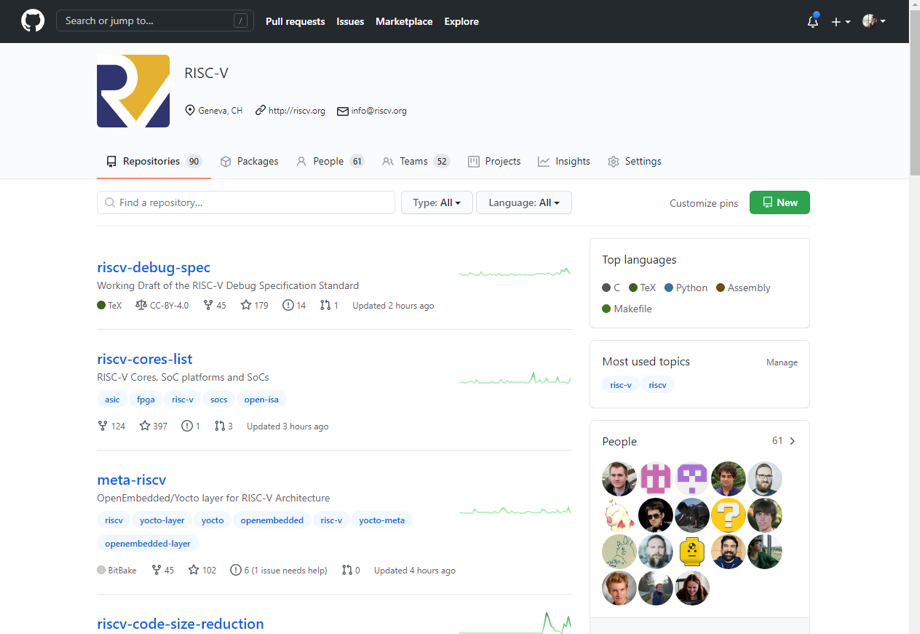 Search or jump to... /
Pull requests Issues Marketplace Explore
RISC-V
Geneva, CH http://riscv.org info@riscv.org
Repositories 90 Packages People 61 Teams 52 Projects Insights Settings
Find a repository... Type: All Language: All Customize pins New
riscv-debug-spec
Working Draft of the RISC-V Debug Specification Standard
TeX CC-BY-4.0 45 179 14 1 Updated 2 hours ago
riscv-cores-list
RISC-V Cores, SoC platforms and SoCs
asic fpga risc-v socs open-isa
124 397 1 3 Updated 3 hours ago
meta-riscv
OpenEmbedded/Yocto layer for RISC-V Architecture
riscv yocto-layer yocto openembedded risc-v yocto-meta
openembedded-layer
BitBake 45 102 6 (1 issue needs help) 0 Updated 4 hours ago
riscv-code-size-reduction
Top languages
C TeX Python Assembly
Makefile
Most used topics Manage
risc-v riscv
People 61